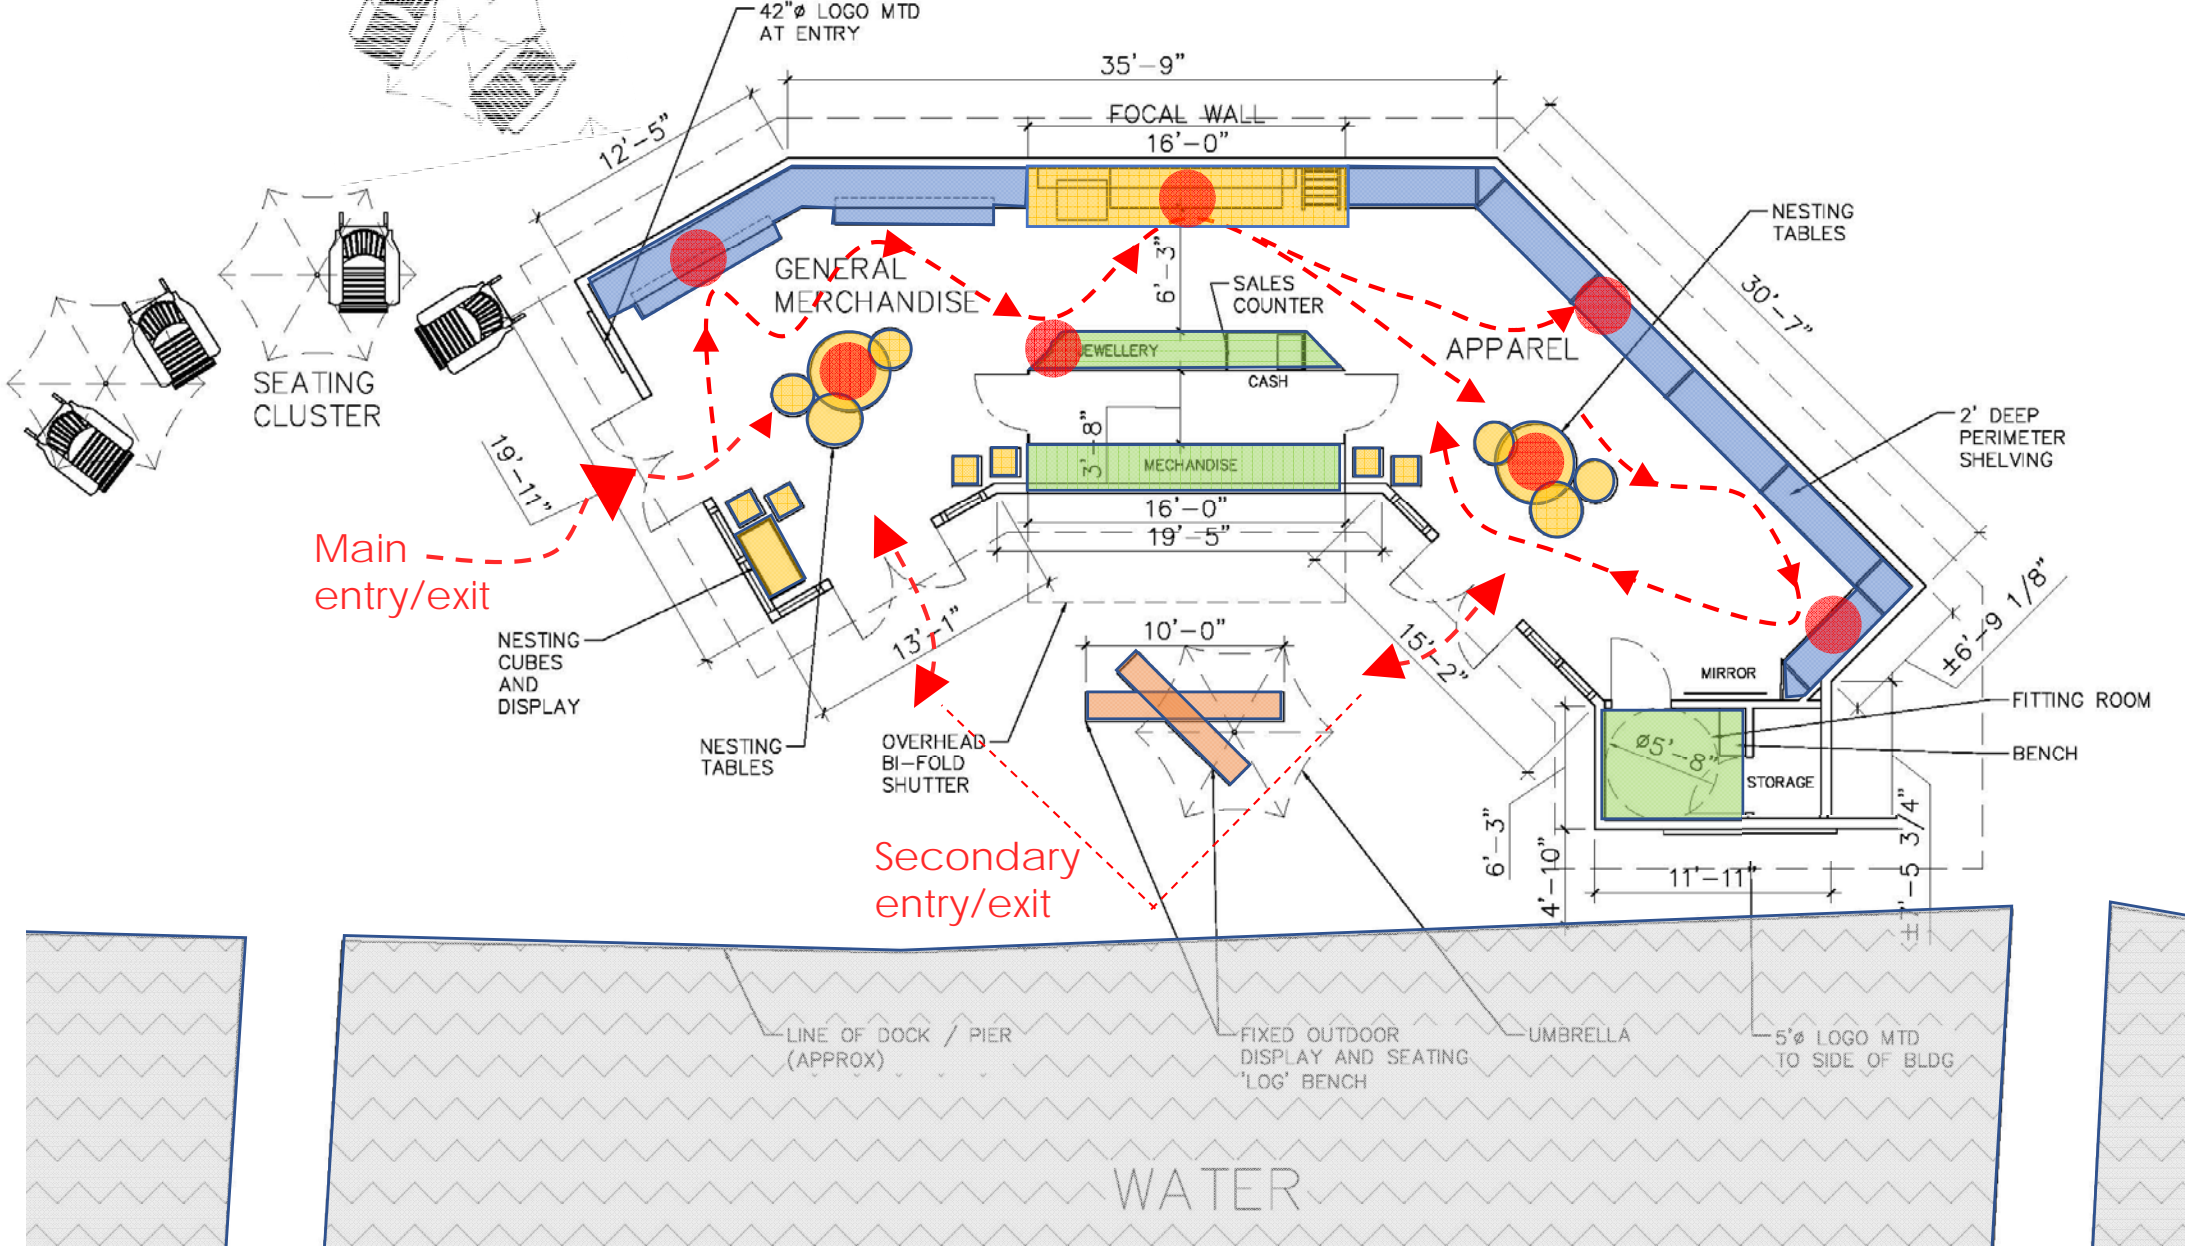 42"ø LOGO MTD
AT ENTRY
35'-9"
FOCAL WALL
16'-0"
12'-5"
NESTING
TABLES
GENERAL
MERCHANDISE
6'-3"
SALES
COUNTER
30'-7"
JEWELLERY
APPAREL
CASH
SEATING
CLUSTER
2' DEEP
PERIMETER
SHELVING
19'-11"
3'-8"
MECHANDISE
16'-0"
19'-5"
Main
entry/exit
NESTING
CUBES
AND
DISPLAY
13'-1"
10'-0"
15'-2"
±6'-9 1/8"
MIRROR
FITTING ROOM
NESTING
TABLES
OVERHEAD
BI-FOLD
SHUTTER
ø5'-8"
BENCH
STORAGE
Secondary
entry/exit
6'-3"
4'-10"
11'-11"
'-5 3/4"
LINE OF DOCK / PIER
(APPROX)
FIXED OUTDOOR
DISPLAY AND SEATING
'LOG' BENCH
UMBRELLA
5'ø LOGO MTD
TO SIDE OF BLDG
WATER